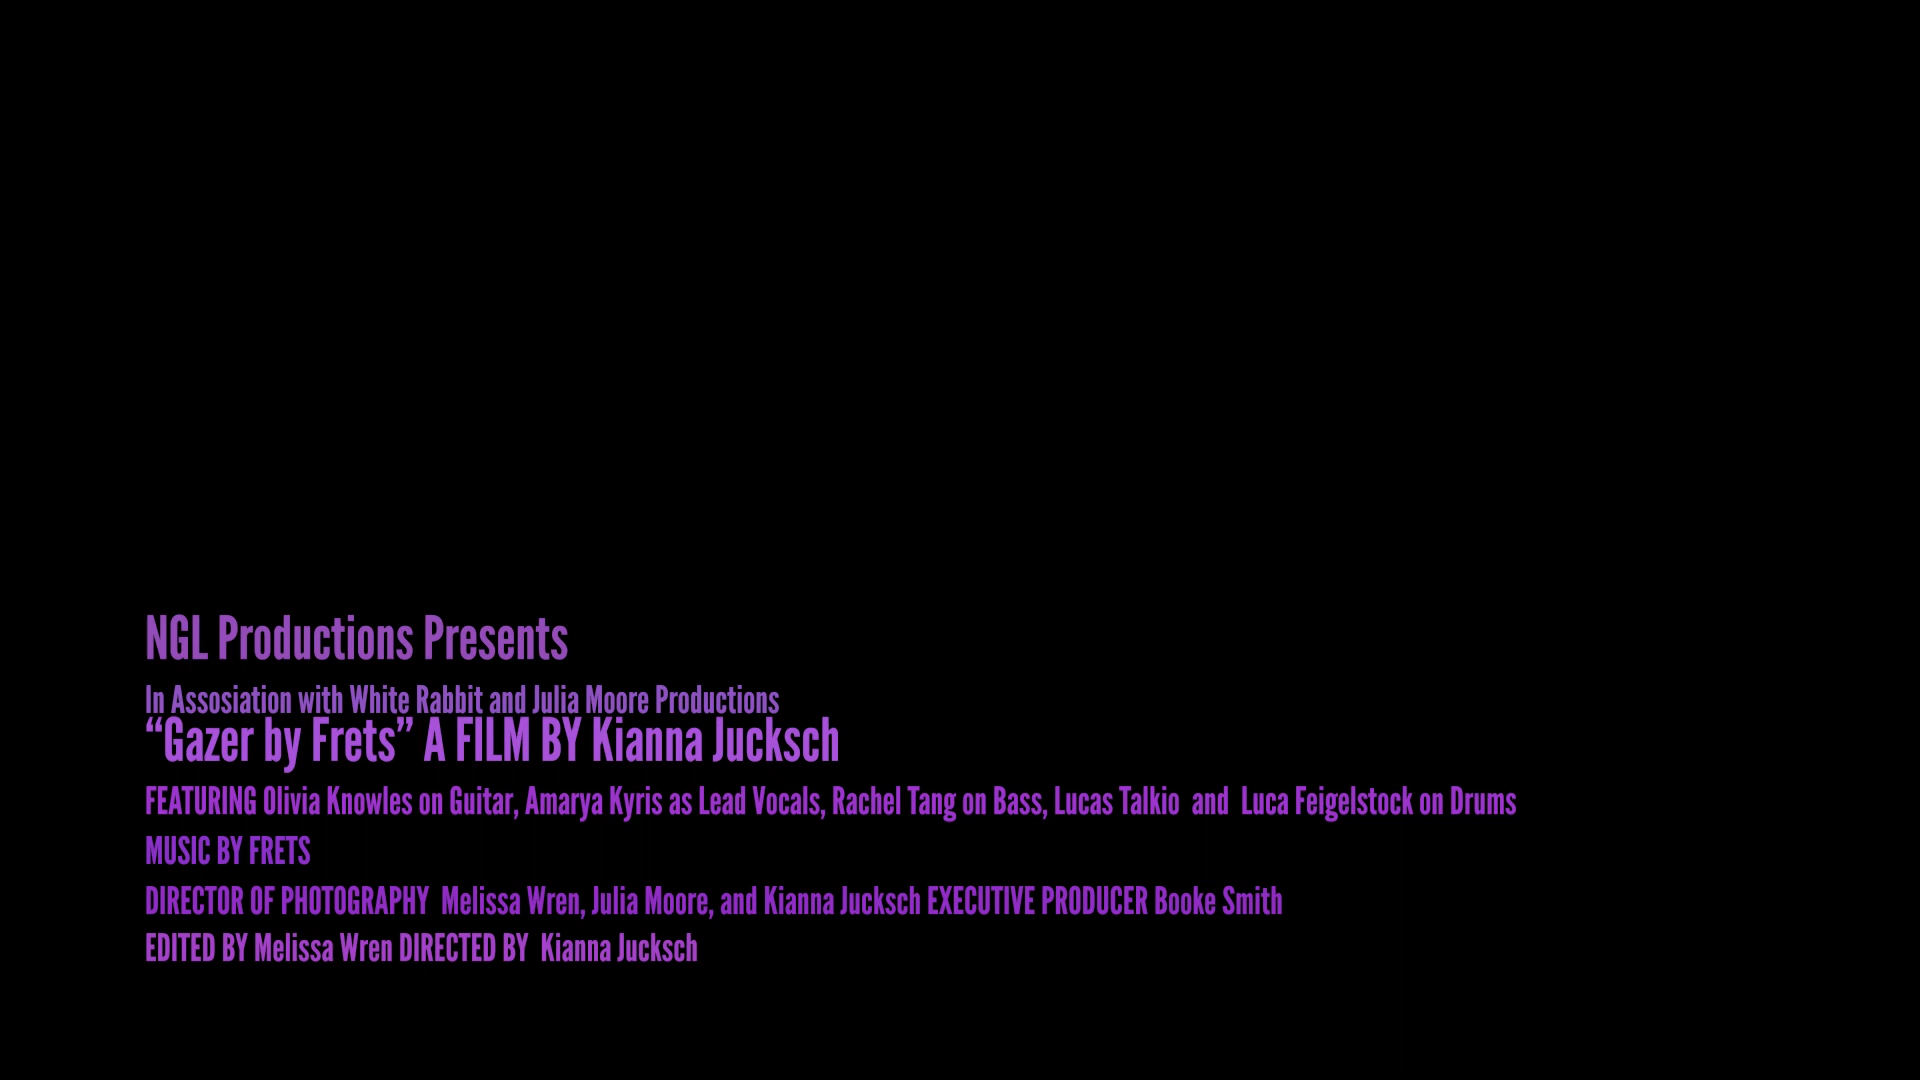 NGL Productions Presents
In Assosiation with White Rabbit and Julia Moore Productions
“Gazer by Frets” A FILM BY Kianna Jucksch
FEATURING Olivia Knowles on Guitar, Amarya Kyris as Lead Vocals, Rachel Tang on Bass, Lucas Talkio  and  Luca Feigelstock on Drums
MUSIC BY FRETS
DIRECTOR OF PHOTOGRAPHY  Melissa Wren, Julia Moore, and Kianna Jucksch EXECUTIVE PRODUCER Booke Smith
EDITED BY Melissa Wren DIRECTED BY  Kianna Jucksch